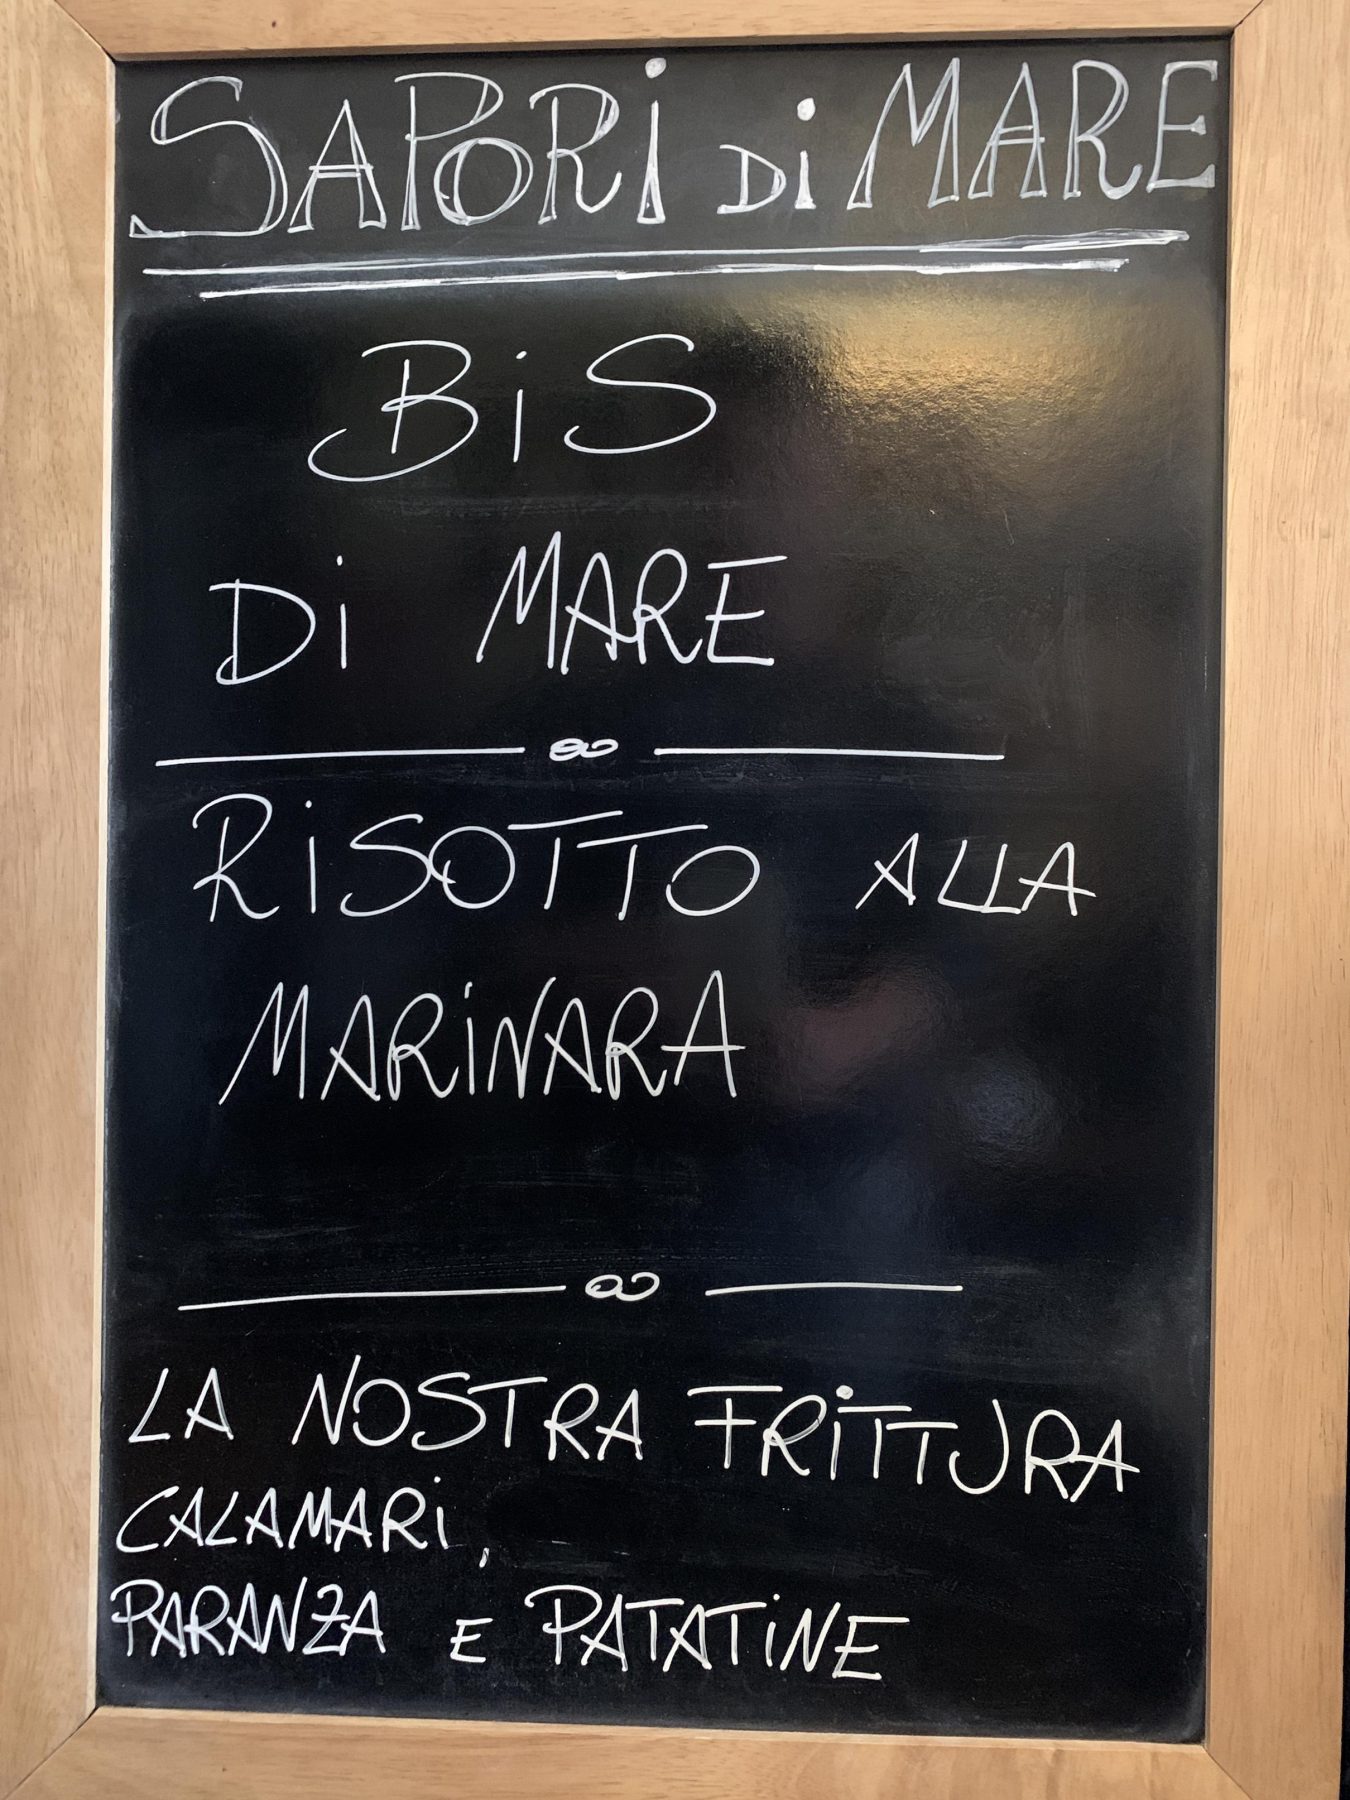 SAPORi Di MARE
BiS
Di MARE
RiSOTTO ALLA
MARiNARA
LA NOSTRA FRiTTURA
CALAMARi,
PARANZA E PATATiNE